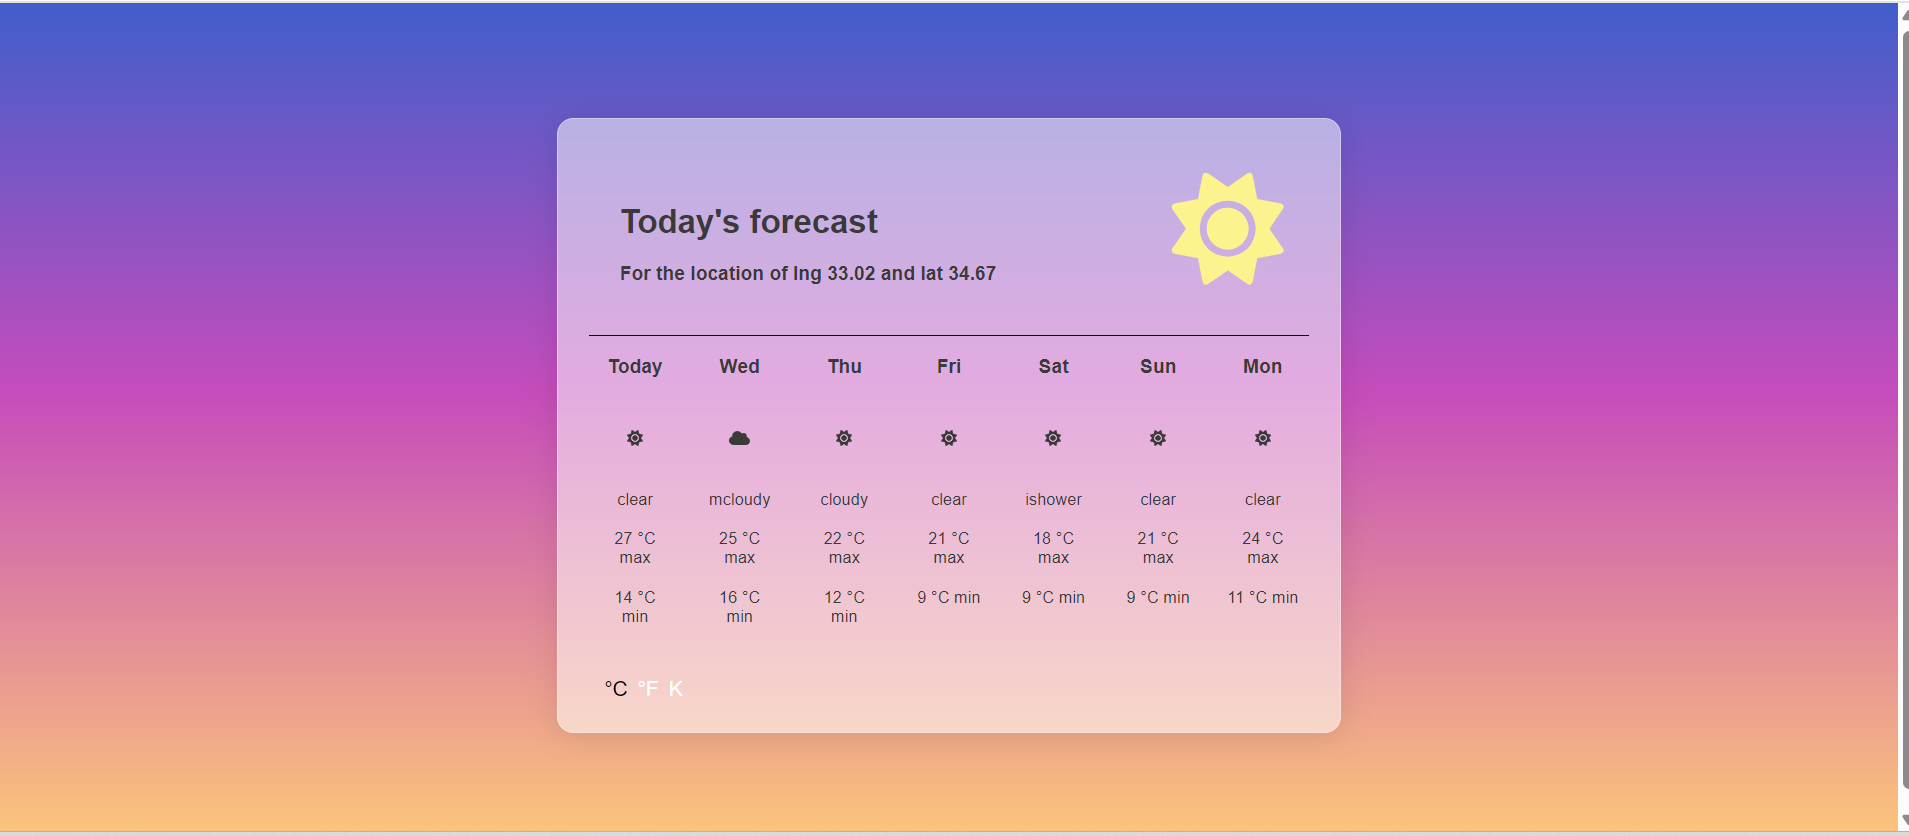 Today's forecast
For the location of lng 33.02 and lat 34.67
Today Wed Thu Fri Sat Sun Mon
clear mcloudy cloudy clear ishower clear clear
27 °C 25 °C 22 °C 21 °C 18 °C 21 °C 24 °C
max max max max max max max
14 °C 16 °C 12 °C 9 °C min 9 °C min 9 °C min 11 °C min
min min min
°C °F K